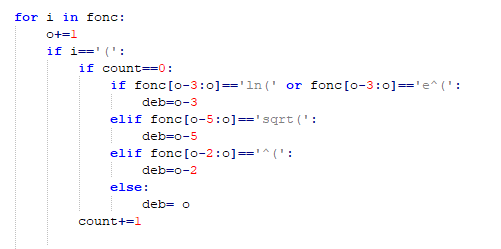 for i in fonc:
    o+=1
    if i=='(':
        if count==0:
            if fonc[o-3:o]=='ln(' or fonc[o-3:o]=='e^(':
                deb=o-3
            elif fonc[o-5:o]=='sqrt(':
                deb=o-5
            elif fonc[o-2:o]=='^(':
                deb=o-2
            else:
                deb= o
        count+=1